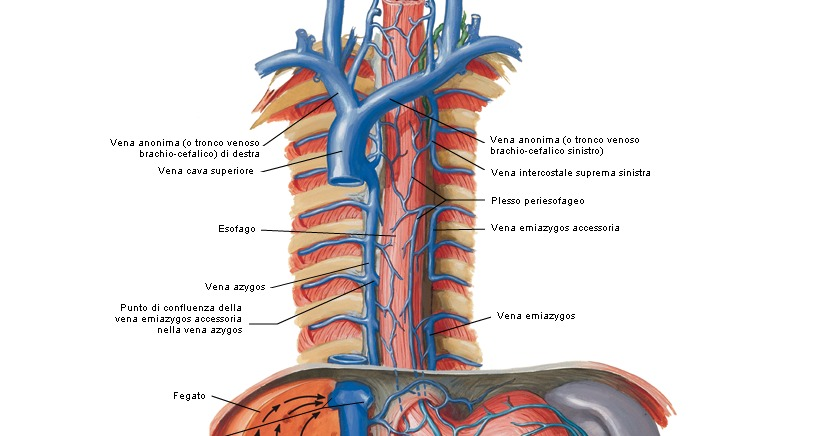 Vena anonima (o tronco venoso
brachio-cefalico) di destra
Vena cava superiore
Esofago
Vena azygos
Punto di confluenza della
vena emiazygos accessoria
nella vena azygos
Fegato
Vena anonima (o tronco venoso
brachio-cefalico sinistro)
Vena intercostale suprema sinistra
Plesso periesofageo
Vena emiazygos accessoria
Vena emiazygos